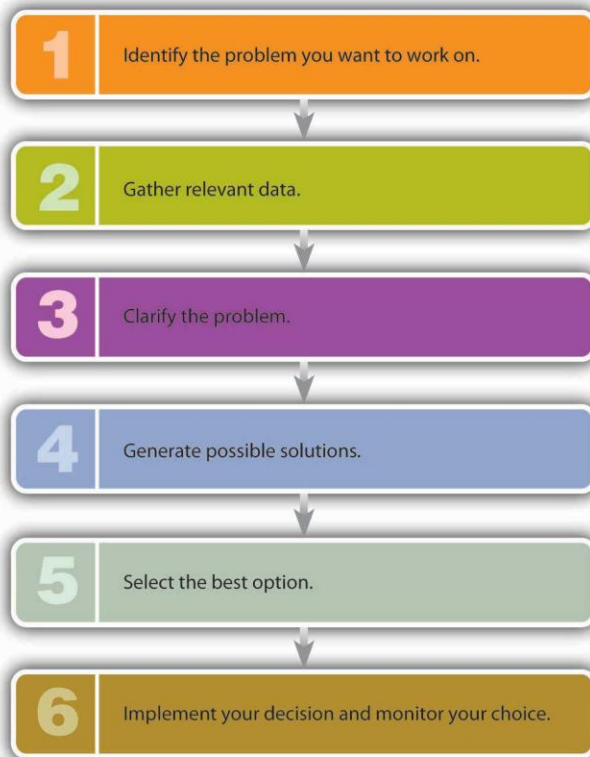 1 Identify the problem you want to work on.
2 Gather relevant data.
3 Clarify the problem.
4 Generate possible solutions.
5 Select the best option.
6 Implement your decision and monitor your choice.